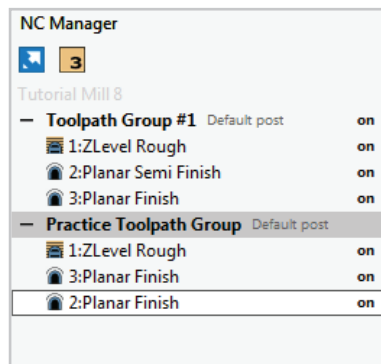 NC Manager
3
Tutorial Mill 8
Toolpath Group #1 Default post on
1:ZLevel Rough on
2:Planar Semi Finish on
3:Planar Finish on
Practice Toolpath Group Default post
1:ZLevel Rough on
3:Planar Finish on
2:Planar Finish on